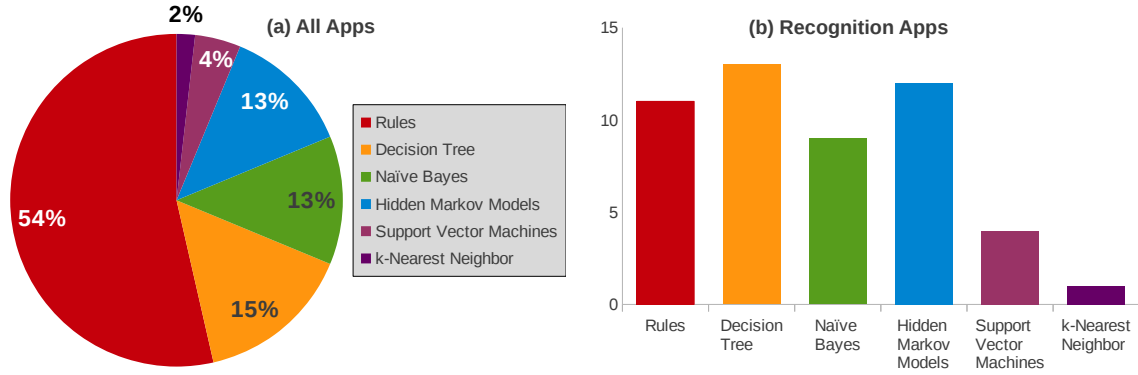 (a) All Apps
2%
4%
13%
13%
15%
54%
Rules
Decision Tree
Naïve Bayes
Hidden Markov Models
Support Vector Machines
k-Nearest Neighbor
(b) Recognition Apps
15
10
5
0
Rules
Decision
Tree
Naïve
Bayes
Hidden
Markov
Models
Support
Vector
Machines
k-Nearest
Neighbor